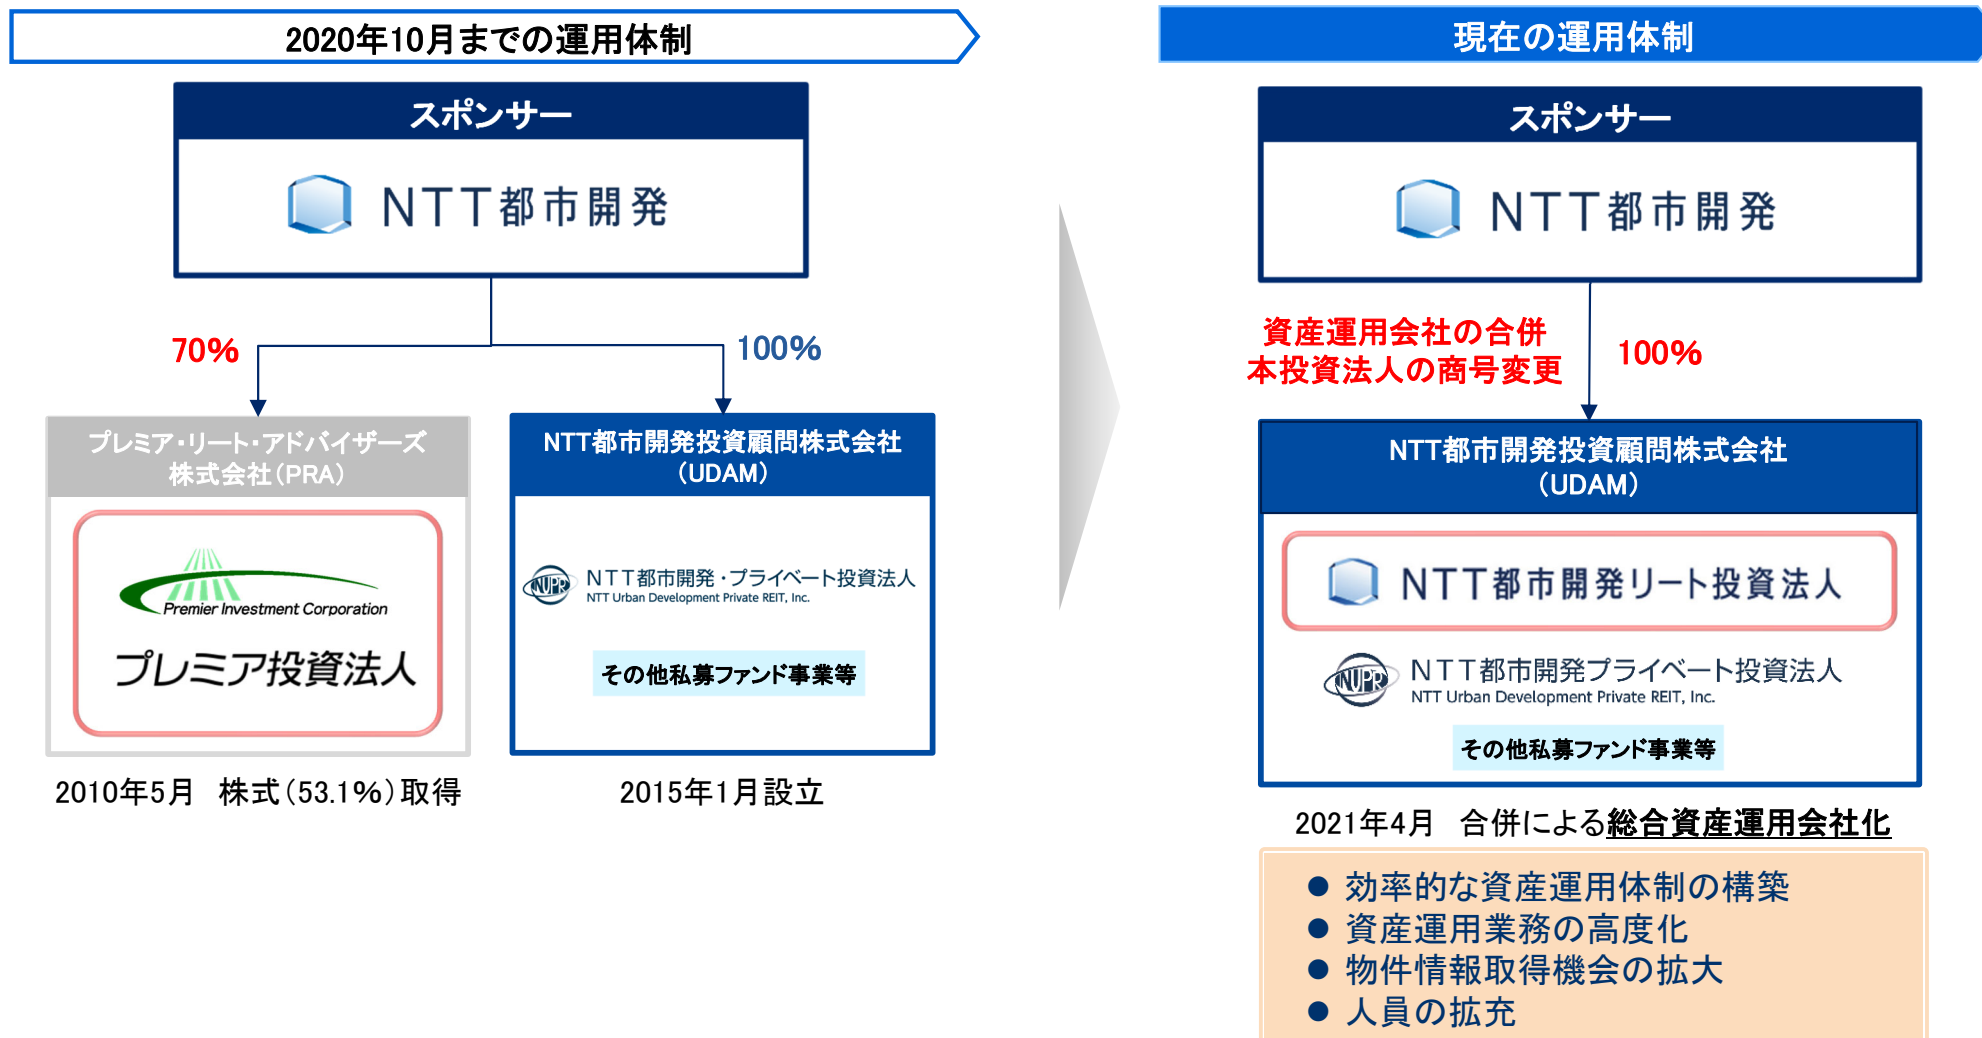 2020年10月までの運用体制
スポンサー
NTT都市開発
70%
100%
プレミア・リート・アドバイザーズ
株式会社(PRA)
Premier Investment Corporation
プレミア投資法人
2010年5月 株式(53.1%)取得
NTT都市開発投資顧問株式会社
(UDAM)
NUPR
NTT都市開発・プライベート投資法人
NTT Urban Development Private REIT, Inc.
その他私募ファンド事業等
2015年1月設立
現在の運用体制
スポンサー
NTT都市開発
資産運用会社の合併
本投資法人の商号変更
100%
NTT都市開発投資顧問株式会社
(UDAM)
NTT都市開発リート投資法人
NUPR
NTT都市開発プライベート投資法人
NTT Urban Development Private REIT, Inc.
その他私募ファンド事業等
2021年4月 合併による総合資産運用会社化
● 効率的な資産運用体制の構築
● 資産運用業務の高度化
● 物件情報取得機会の拡大
● 人員の拡充